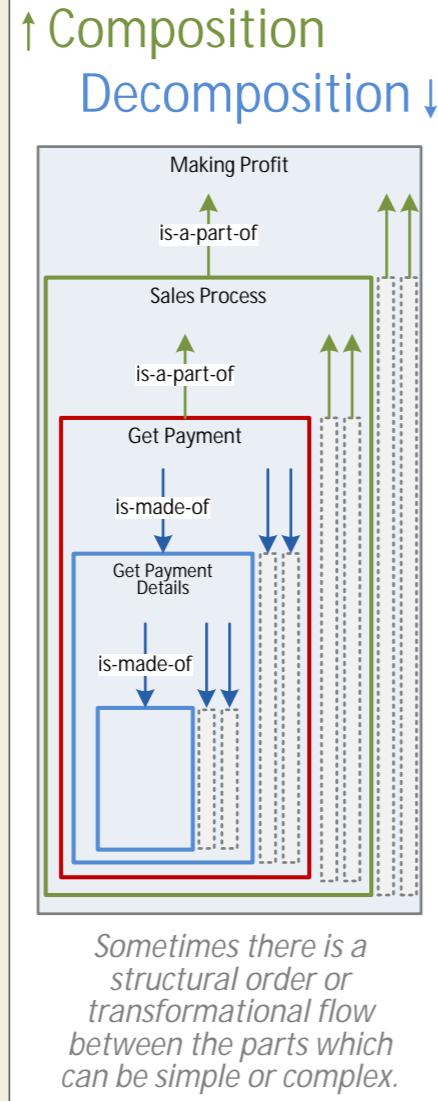 Composition
Decomposition
Making Profit
is-a-part-of
Sales Process
is-a-part-of
Get Payment
is-made-of
Get Payment
Details
is-made-of
Sometimes there is a
structural order or
transformational flow
between the parts which
can be simple or complex.